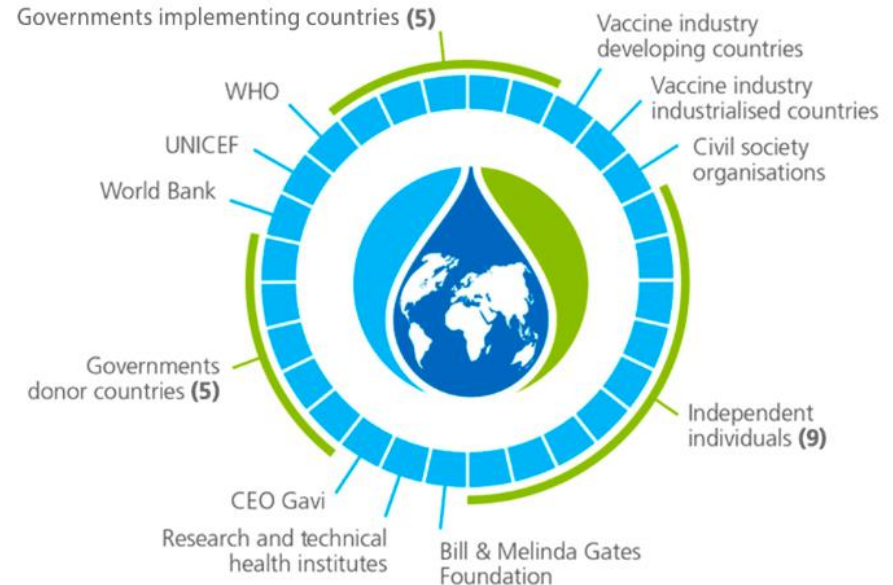 Governments implementing countries (5)
Vaccine industry
developing countries
Vaccine industry
industrialised countries
Civil society
organisations
Independent
individuals (9)
Bill & Melinda Gates
Foundation
Research and technical
health institutes
CEO Gavi
Governments
donor countries (5)
World Bank
UNICEF
WHO